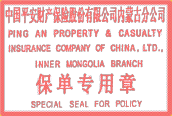 中国平安财产保险股份有限公司内蒙古分公司
PING AN PROPERTY & CASUALTY
INSURANCE COMPANY OF CHINA, LTD.,
INNER MONGOLIA BRANCH
保单专用章
SPECIAL SEAL FOR POLICY